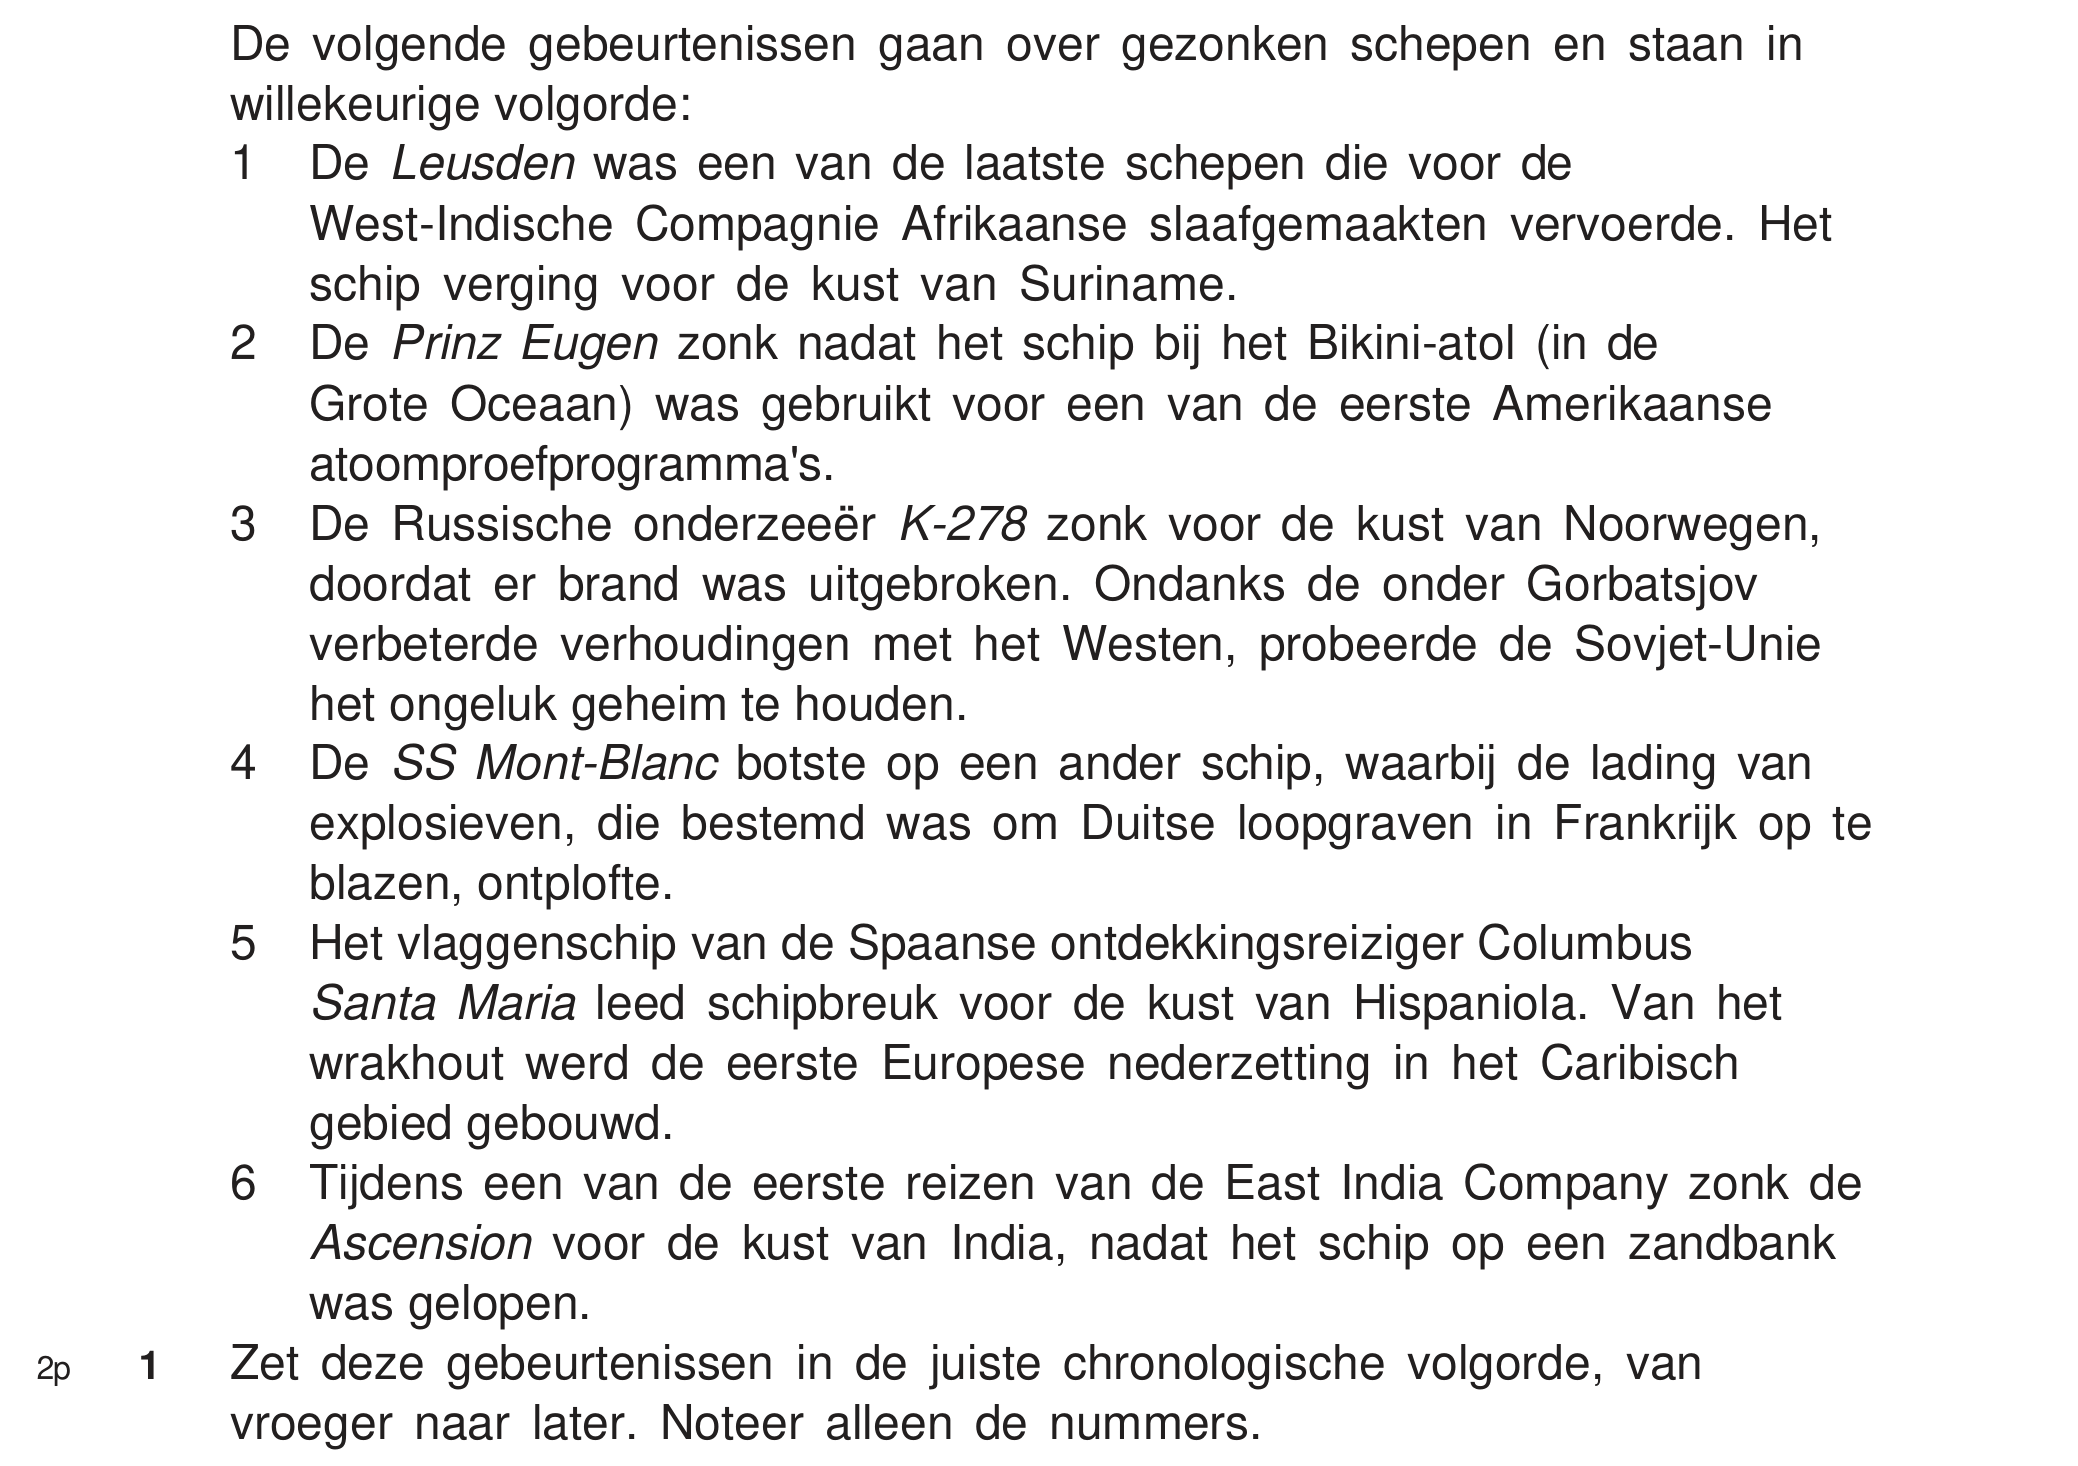 De volgende gebeurtenissen gaan over gezonken schepen en staan in
willekeurige volgorde:
1 De Leusden was een van de laatste schepen die voor de
West-Indische Compagnie Afrikaanse slaafgemaakten vervoerde. Het
schip verging voor de kust van Suriname.
2 De Prinz Eugen zonk nadat het schip bij het Bikini-atol (in de
Grote Oceaan) was gebruikt voor een van de eerste Amerikaanse
atoomproefprogramma's.
3 De Russische onderzeeër K-278 zonk voor de kust van Noorwegen,
doordat er brand was uitgebroken. Ondanks de onder Gorbatsjov
verbeterde verhoudingen met het Westen, probeerde de Sovjet-Unie
het ongeluk geheim te houden.
4 De SS Mont-Blanc botste op een ander schip, waarbij de lading van
explosieven, die bestemd was om Duitse loopgraven in Frankrijk op te
blazen, ontplofte.
5 Het vlaggenschip van de Spaanse ontdekkingsreiziger Columbus
Santa Maria leed schipbreuk voor de kust van Hispaniola. Van het
wrakhout werd de eerste Europese nederzetting in het Caribisch
gebied gebouwd.
6 Tijdens een van de eerste reizen van de East India Company zonk de
Ascension voor de kust van India, nadat het schip op een zandbank
was gelopen.
2p 1 Zet deze gebeurtenissen in de juiste chronologische volgorde, van
vroeger naar later. Noteer alleen de nummers.